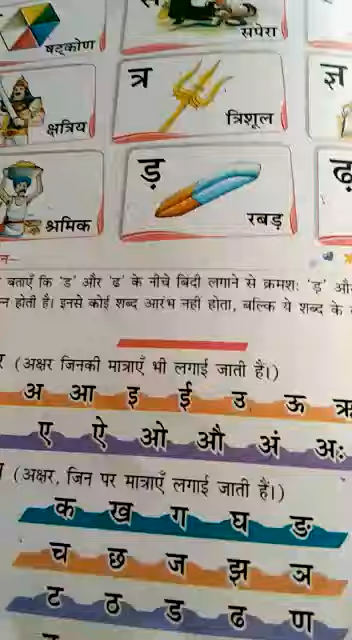 षट्कोण
सपेरा
क्षत्रिय
त्र
त्रिशूल
ज्ञ
श्रमिक
ड़
रबड़
ढ़
बताएँ कि 'ड' और 'ढ' के नीचे बिंदी लगाने से क्रमशः 'ड़'
होती है। इनसे कोई शब्द आरंभ नहीं होता, बल्कि ये शब्द के
(अक्षर जिनकी मात्राएँ भी लगाई जाती हैं।)
अ आ इ ई उ ऊ ऋ
ए ऐ ओ औ अं अः
(अक्षर, जिन पर मात्राएँ लगाई जाती हैं।)
क ख ग घ ङ
च छ ज झ ञ
ट ठ ड ढ ण